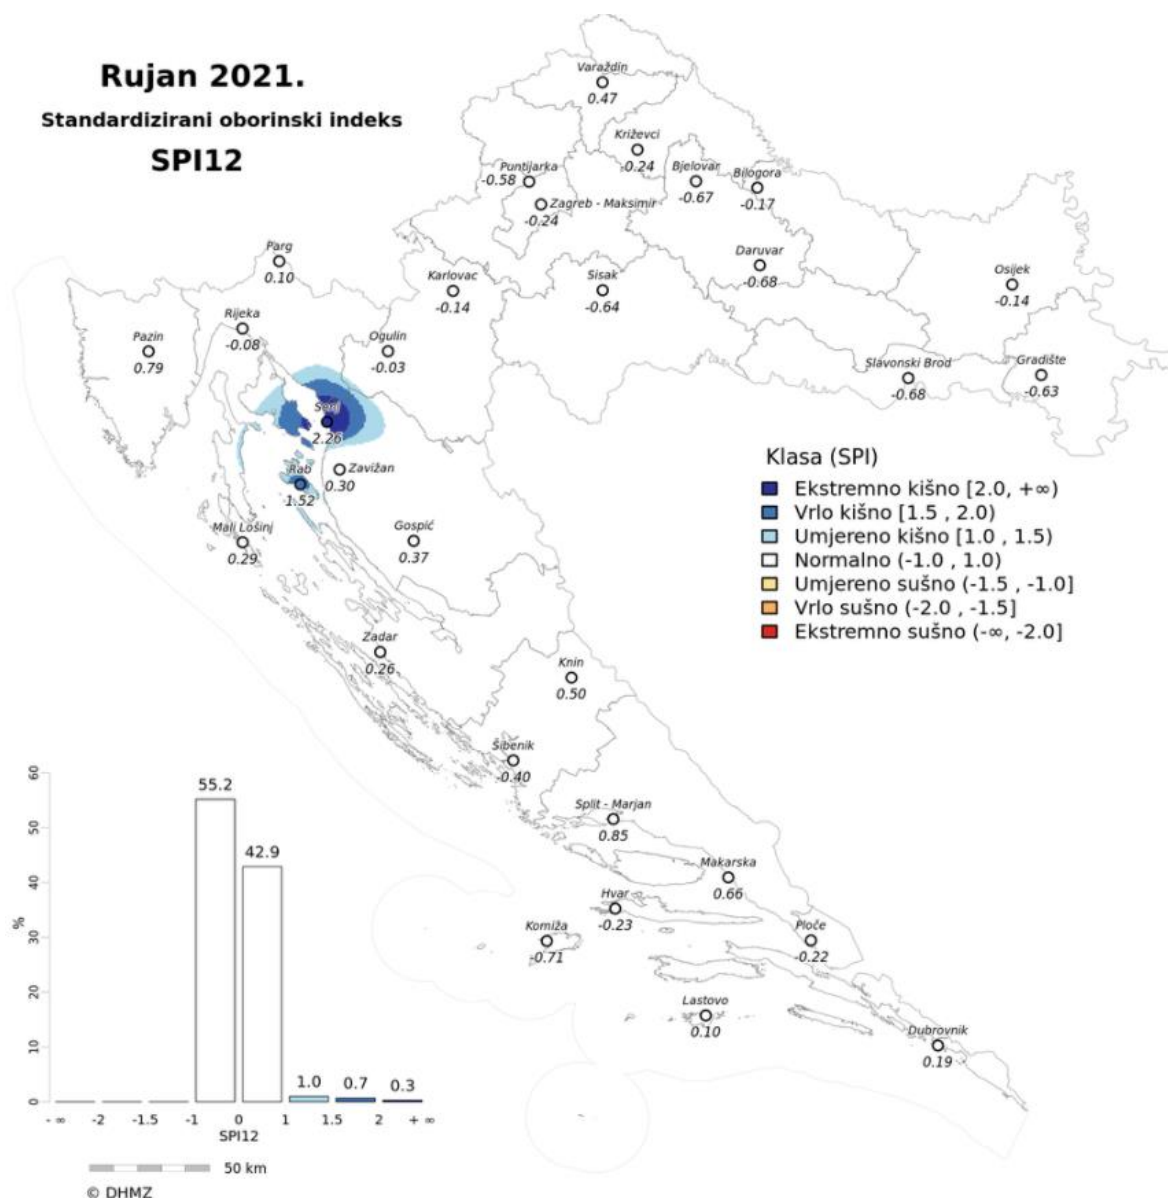 Rujan 2021.
Standardizirani oborinski indeks
SPI12
Varaždin
0.47
Križevci
-0.24
Puntijarka
-0.58
Bjelovar
-0.67
Bilogora
-0.17
Zagreb - Maksimir
-0.24
Parg
0.10
Karlovac
-0.14
Sisak
-0.64
Daruvar
-0.68
Osijek
-0.14
Rijeka
-0.08
Pazin
0.79
Ogulin
-0.03
Slavonski Brod
-0.68
Gradište
-0.63
Senj
2.26
Rab
1.52
Zavižan
0.30
Mali Lošinj
0.29
Gospić
0.37
Klasa (SPI)
Ekstremno kišno [2.0, +∞)
Vrlo kišno [1.5 , 2.0)
Umjereno kišno [1.0 , 1.5)
Normalno (-1.0 , 1.0)
Umjereno sušno (-1.5 , -1.0]
Vrlo sušno (-2.0 , -1.5]
Ekstremno sušno (-∞, -2.0]
Zadar
0.26
Knin
0.50
Šibenik
-0.40
Split - Marjan
0.85
Makarska
0.66
Hvar
-0.23
Komiža
-0.71
Ploče
-0.22
Lastovo
0.10
Dubrovnik
0.19
60
50
40
30
20
10
0
%
55.2
42.9
1.0
0.7
0.3
- ∞ -2 -1.5 -1 0 1 1.5 2 + ∞
SPI12
50 km
© DHMZ